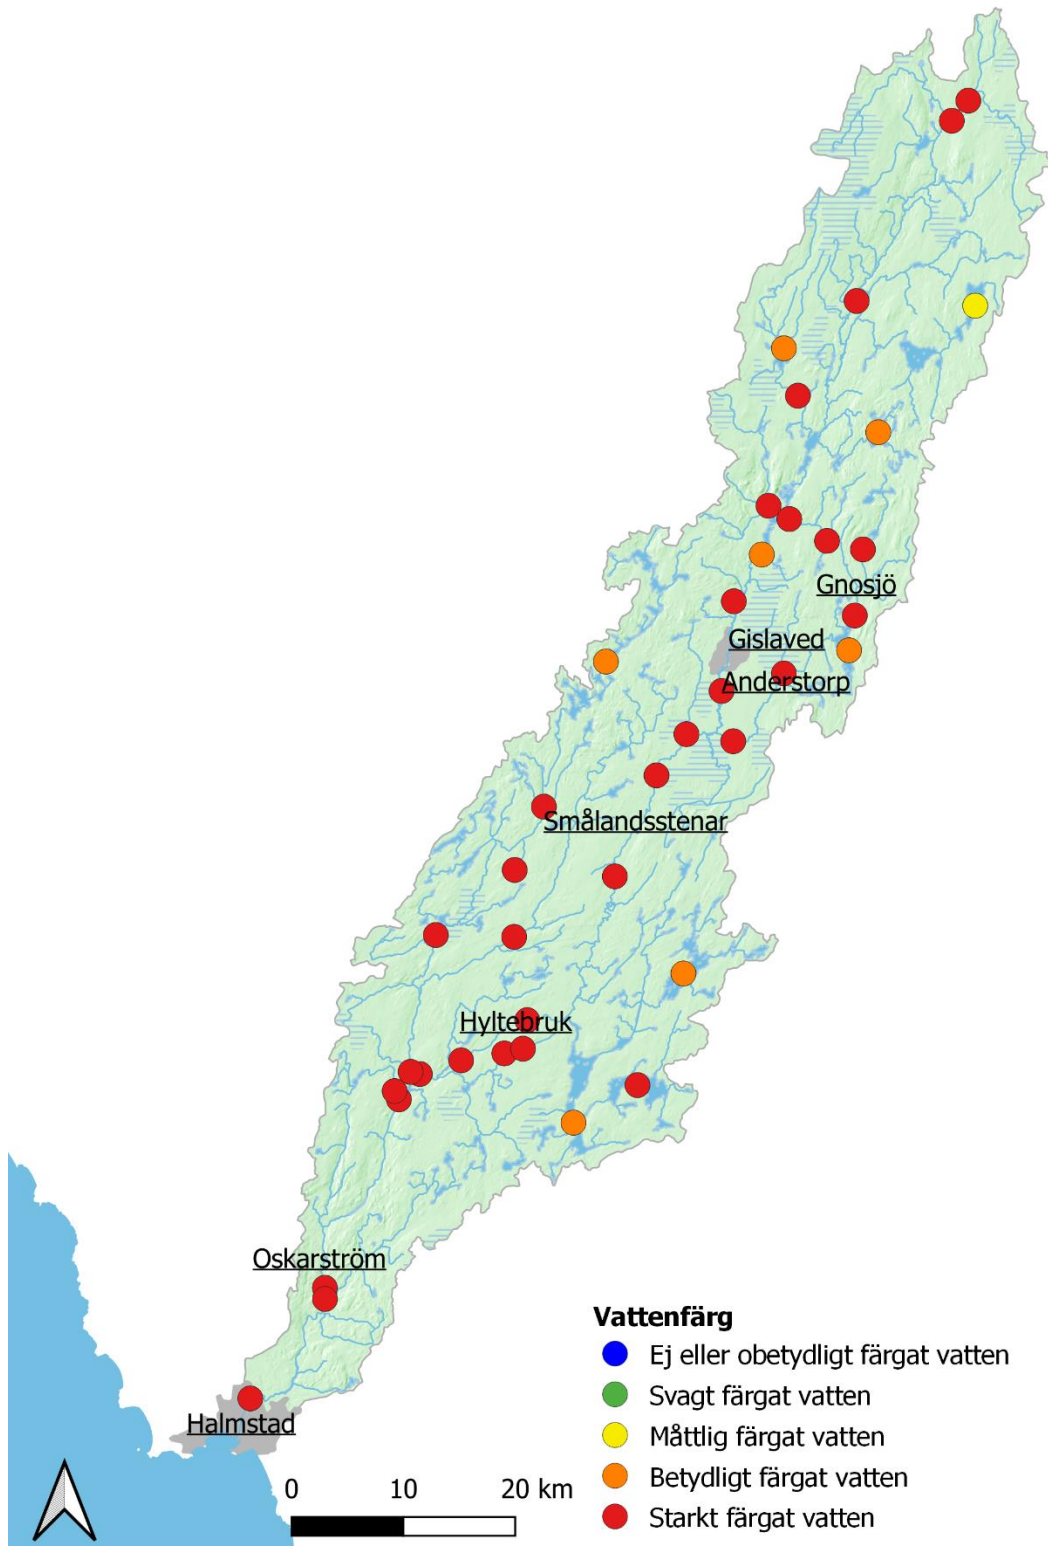 Gnosjö
Gislaved
Anderstorp
Smålandsstenar
Hyltebruk
Oskarström
Halmstad
Vattenfärg
Ej eller obetydligt färgat vatten
Svagt färgat vatten
Måttlig färgat vatten
Betydligt färgat vatten
Starkt färgat vatten
0 10 20 km